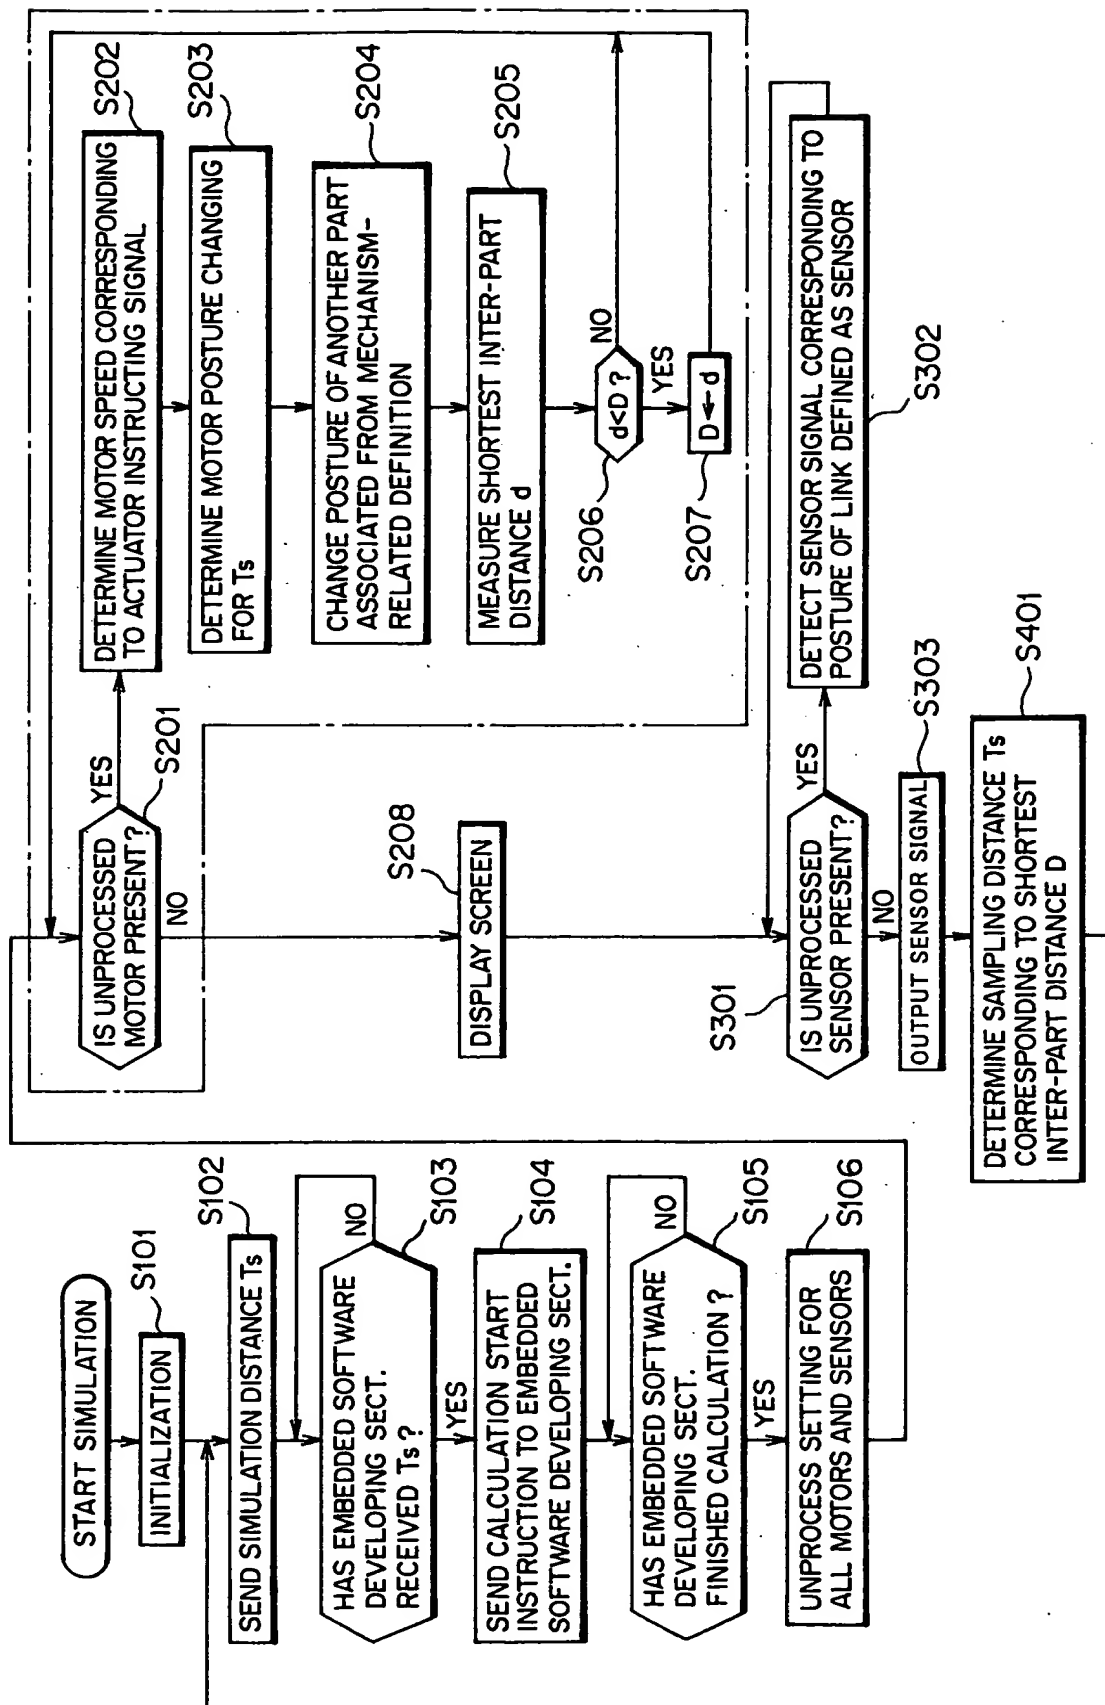 START SIMULATION
INITIALIZATION
S101
SEND SIMULATION DISTANCE Ts
S102
HAS EMBEDDED SOFTWARE
DEVELOPING SECT.
RECEIVED Ts ?
NO
S103
YES
SEND CALCULATION START
INSTRUCTION TO EMBEDDED
SOFTWARE DEVELOPING SECT.
S104
HAS EMBEDDED SOFTWARE
DEVELOPING SECT.
FINISHED CALCULATION ?
NO
S105
YES
UNPROCESS SETTING FOR
ALL MOTORS AND SENSORS
S106
IS UNPROCESSED
MOTOR PRESENT?
YES
S201
NO
DETERMINE MOTOR SPEED CORRESPONDING
TO ACTUATOR INSTRUCTING SIGNAL
S202
DETERMINE MOTOR POSTURE CHANGING
FOR Ts
S203
CHANGE POSTURE OF ANOTHER PART
ASSOCIATED FROM MECHANISM-
RELATED DEFINITION
S204
MEASURE SHORTEST INTER-PART
DISTANCE d
S205
d<D ?
NO
S206
YES
D←d
S207
DISPLAY SCREEN
S208
IS UNPROCESSED
SENSOR PRESENT?
S301
YES
NO
DETECT SENSOR SIGNAL CORRESPONDING TO
POSTURE OF LINK DEFINED AS SENSOR
S302
OUTPUT SENSOR SIGNAL
S303
DETERMINE SAMPLING DISTANCE Ts
CORRESPONDING TO SHORTEST
INTER-PART DISTANCE D
S401